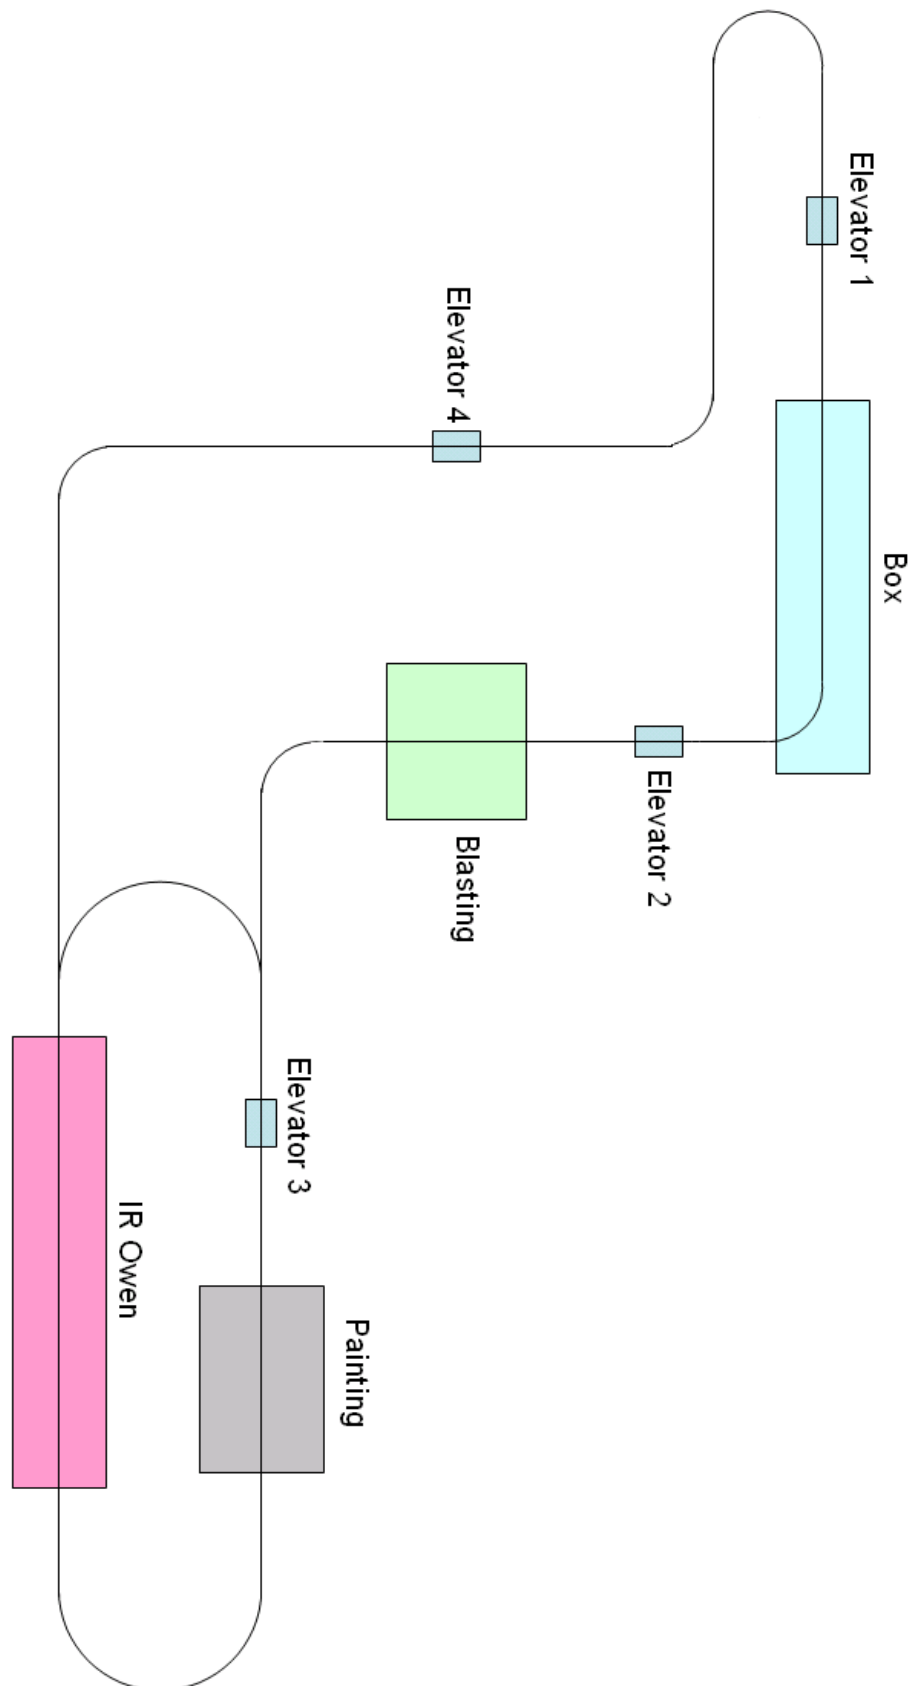 Elevator 1
Elevator 4
Box
Elevator 2
Blasting
Elevator 3
IR Owen
Painting